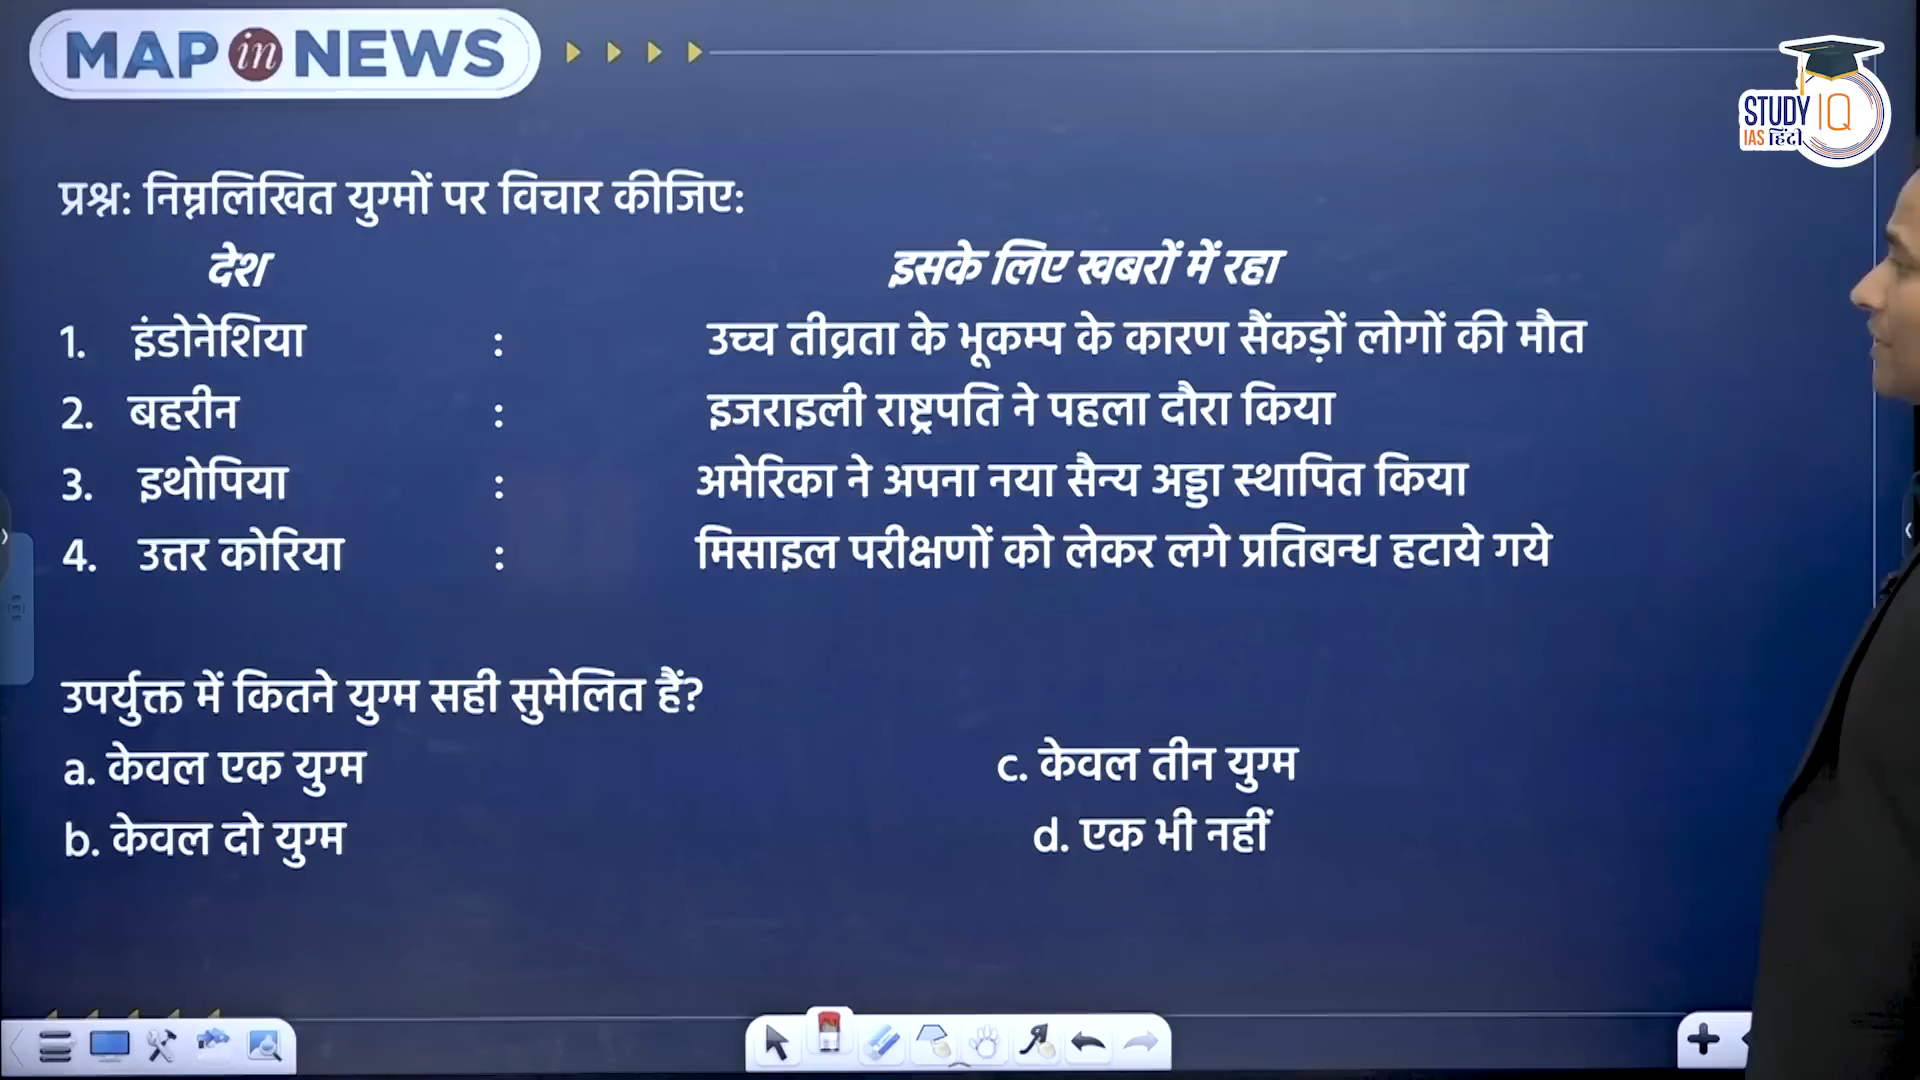 MAP in NEWS
STUDY IQ
IAS हिंदी
प्रश्न: निम्नलिखित युग्मों पर विचार कीजिए:
देश इसके लिए खबरों में रहा
1. इंडोनेशिया : उच्च तीव्रता के भूकम्प के कारण सैंकड़ों लोगों की मौत
2. बहरीन : इजराइली राष्ट्रपति ने पहला दौरा किया
3. इथोपिया : अमेरिका ने अपना नया सैन्य अड्डा स्थापित किया
4. उत्तर कोरिया : मिसाइल परीक्षणों को लेकर लगे प्रतिबन्ध हटाये गये
उपर्युक्त में कितने युग्म सही सुमेलित हैं?
a. केवल एक युग्म c. केवल तीन युग्म
b. केवल दो युग्म d. एक भी नहीं